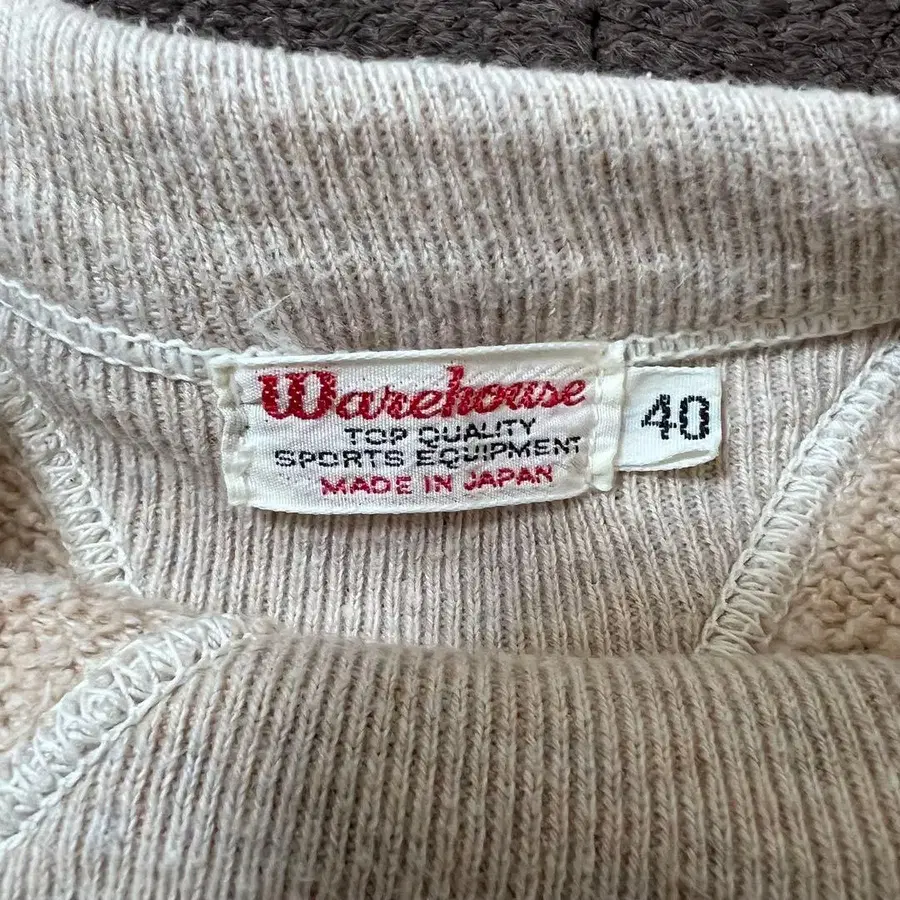 Warehouse
TOP QUALITY
SPORTS EQUIPMENT
MADE IN JAPAN
40